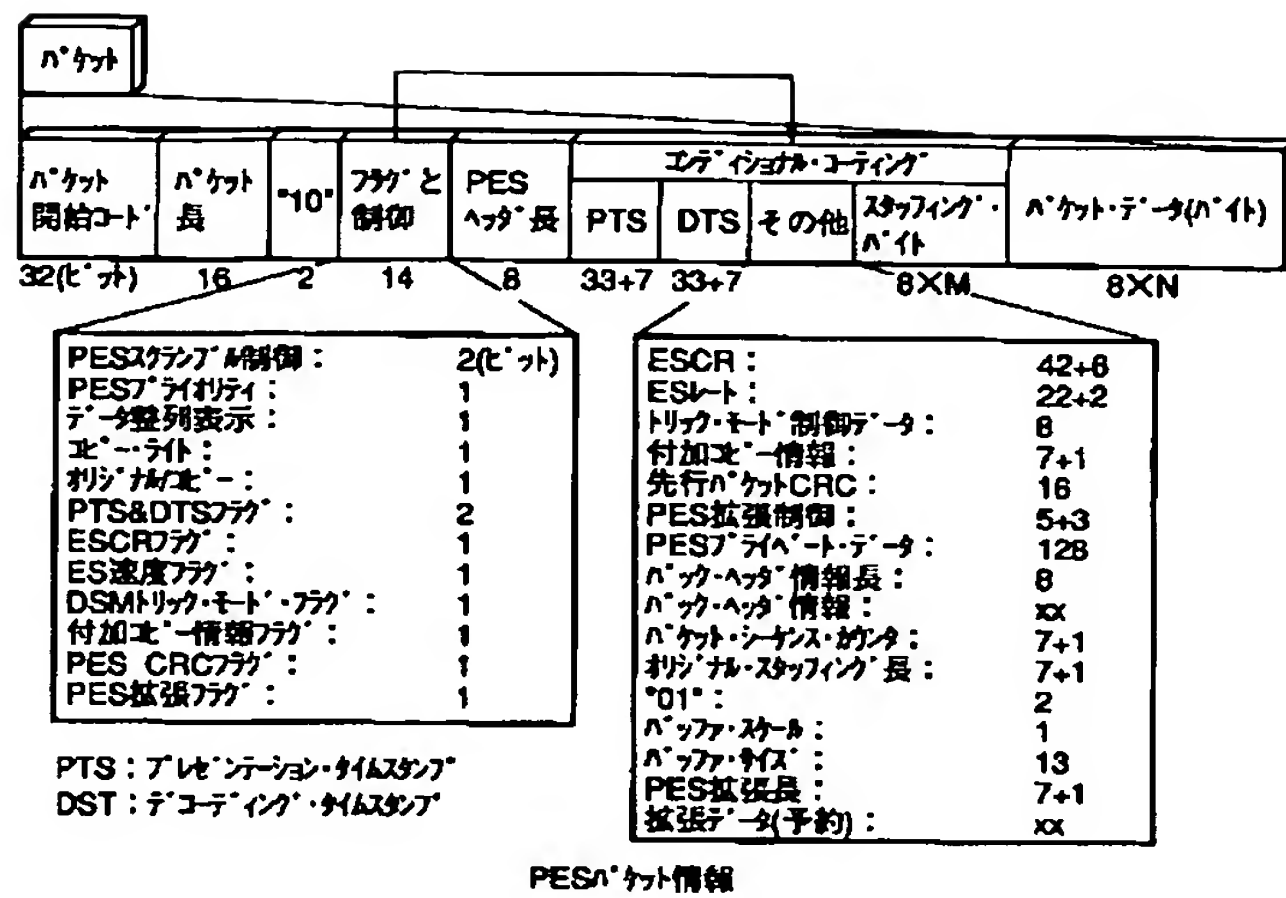 パケット
パケット開始コード
パケット長
"10"
フラグと制御
PESヘッダ長
コンディショナル・コーティング
PTS
DTS
その他
スタッフィング・バイト
パケット・データ(バイト)
32(ビット) 16 2 14 8 33+7 33+7 8×M 8×N
PESスクランブル制御： 2(ビット)
PESプライオリティ： 1
データ整列表示： 1
コピー・ライト： 1
オリジナル/コピー： 1
PTS&DTSフラグ： 2
ESCRフラグ： 1
ES速度フラグ： 1
DSMトリック・モード・フラグ： 1
付加コピー情報フラグ： 1
PES CRCフラグ： 1
PES拡張フラグ： 1
ESCR： 42+6
ESレート： 22+2
トリック・モード制御データ： 8
付加コピー情報： 7+1
先行パケットCRC： 16
PES拡張制御： 5+3
PESプライベート・データ： 128
パック・ヘッダ情報長： 8
パック・ヘッダ情報： xx
パケット・シーケンス・カウンタ： 7+1
オリジナル・スタッフィング長： 7+1
"01"： 2
バッファ・スケール： 1
バッファ・サイズ： 13
PES拡張長： 7+1
拡張データ(予約)： xx
PTS：プレゼンテーション・タイムスタンプ
DST：デコーディング・タイムスタンプ
PESパケット情報